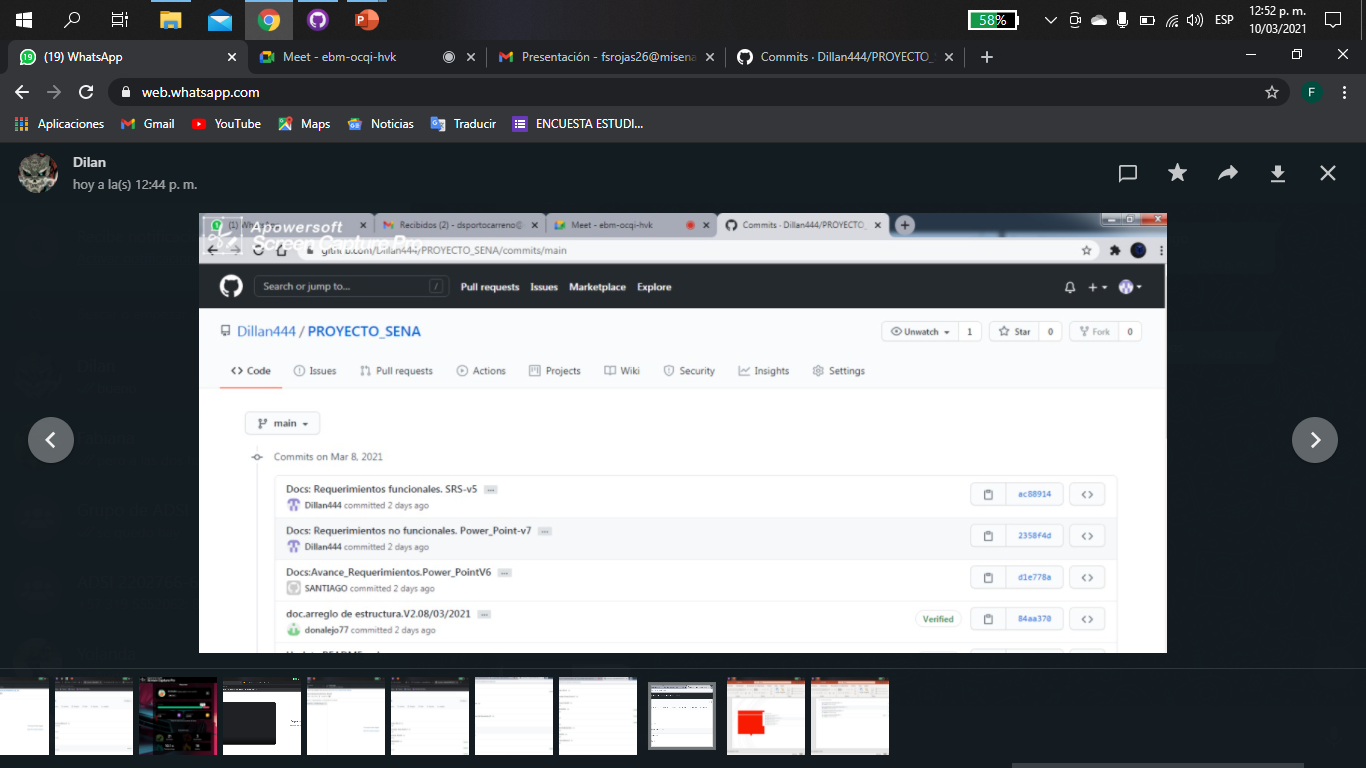 58%
ESP
12:52 p. m.
10/03/2021
(19) WhatsApp
Meet - ebm-ocqi-hvk
Presentación - fsrojas26@misena
Commits · Dillan444/PROYECTO_
web.whatsapp.com
F
Aplicaciones
Gmail
YouTube
Maps
Noticias
Traducir
ENCUESTA ESTUDI...
Dilan
hoy a la(s) 12:44 p. m.
Apowersoft
Screen Capture Pro
Recibidos (2) - dsportocarreno@
Meet - ebm-ocqi-hvk
Commits · Dillan444/PROYECTO_
github.com/Dillan444/PROYECTO_SENA/commits/main
Search or jump to...
/
Pull requests
Issues
Marketplace
Explore
Dillan444 / PROYECTO_SENA
Unwatch
1
Star
0
Fork
0
Code
Issues
Pull requests
Actions
Projects
Wiki
Security
Insights
Settings
main
Commits on Mar 8, 2021
Docs: Requerimientos funcionales. SRS-v5
Dillan444 committed 2 days ago
ac88914
Docs: Requerimientos no funcionales. Power_Point-v7
Dillan444 committed 2 days ago
2358f4d
Docs:Avance_Requerimientos.Power_PointV6
SANTIAGO committed 2 days ago
d1e778a
doc.arreglo de estructura.V2.08/03/2021
donalejo77 committed 2 days ago
Verified
84aa370